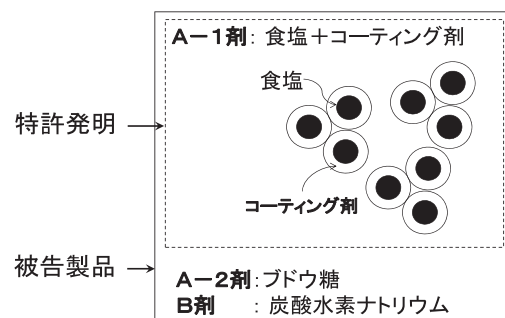 A－1剤：食塩＋コーティング剤
食塩
特許発明
コーティング剤
被告製品
A－2剤：ブドウ糖
B剤　：炭酸水素ナトリウム